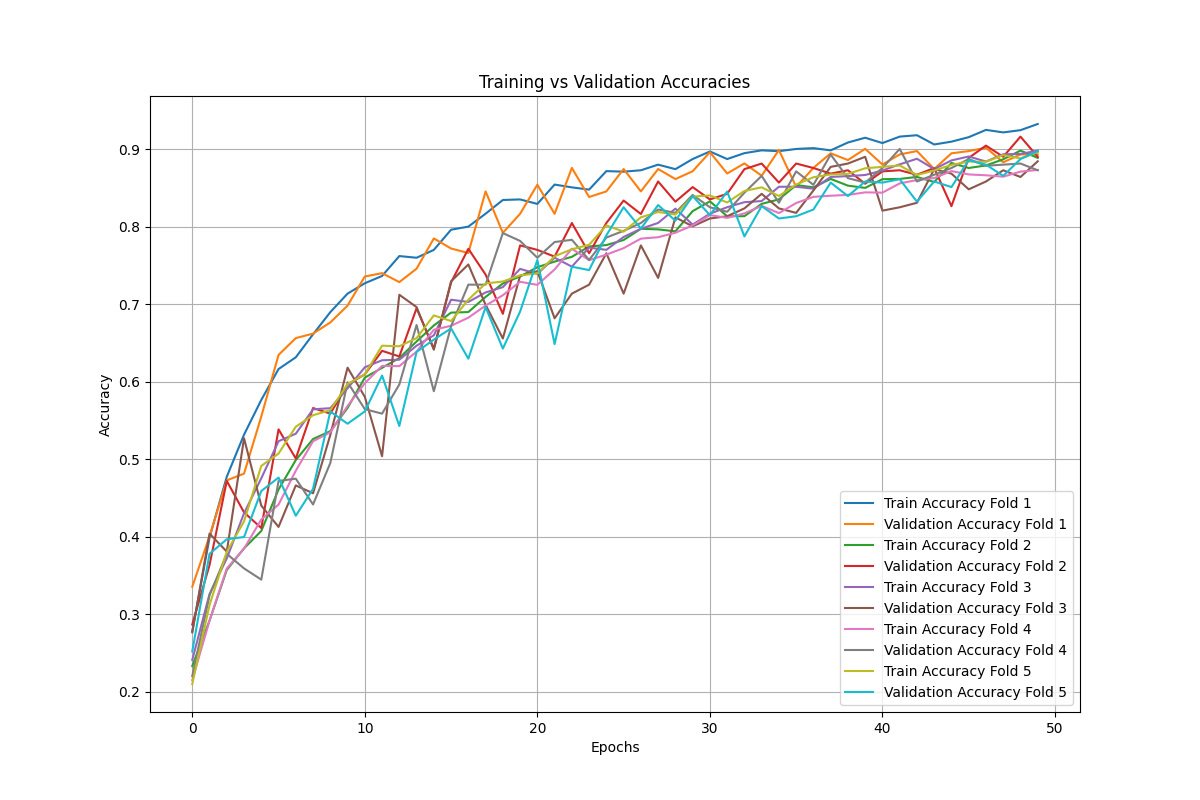 Training vs Validation Accuracies
Accuracy
0.9
0.8
0.7
0.6
0.5
0.4
0.3
0.2
0
10
20
30
40
50
Epochs
Train Accuracy Fold 1
Validation Accuracy Fold 1
Train Accuracy Fold 2
Validation Accuracy Fold 2
Train Accuracy Fold 3
Validation Accuracy Fold 3
Train Accuracy Fold 4
Validation Accuracy Fold 4
Train Accuracy Fold 5
Validation Accuracy Fold 5